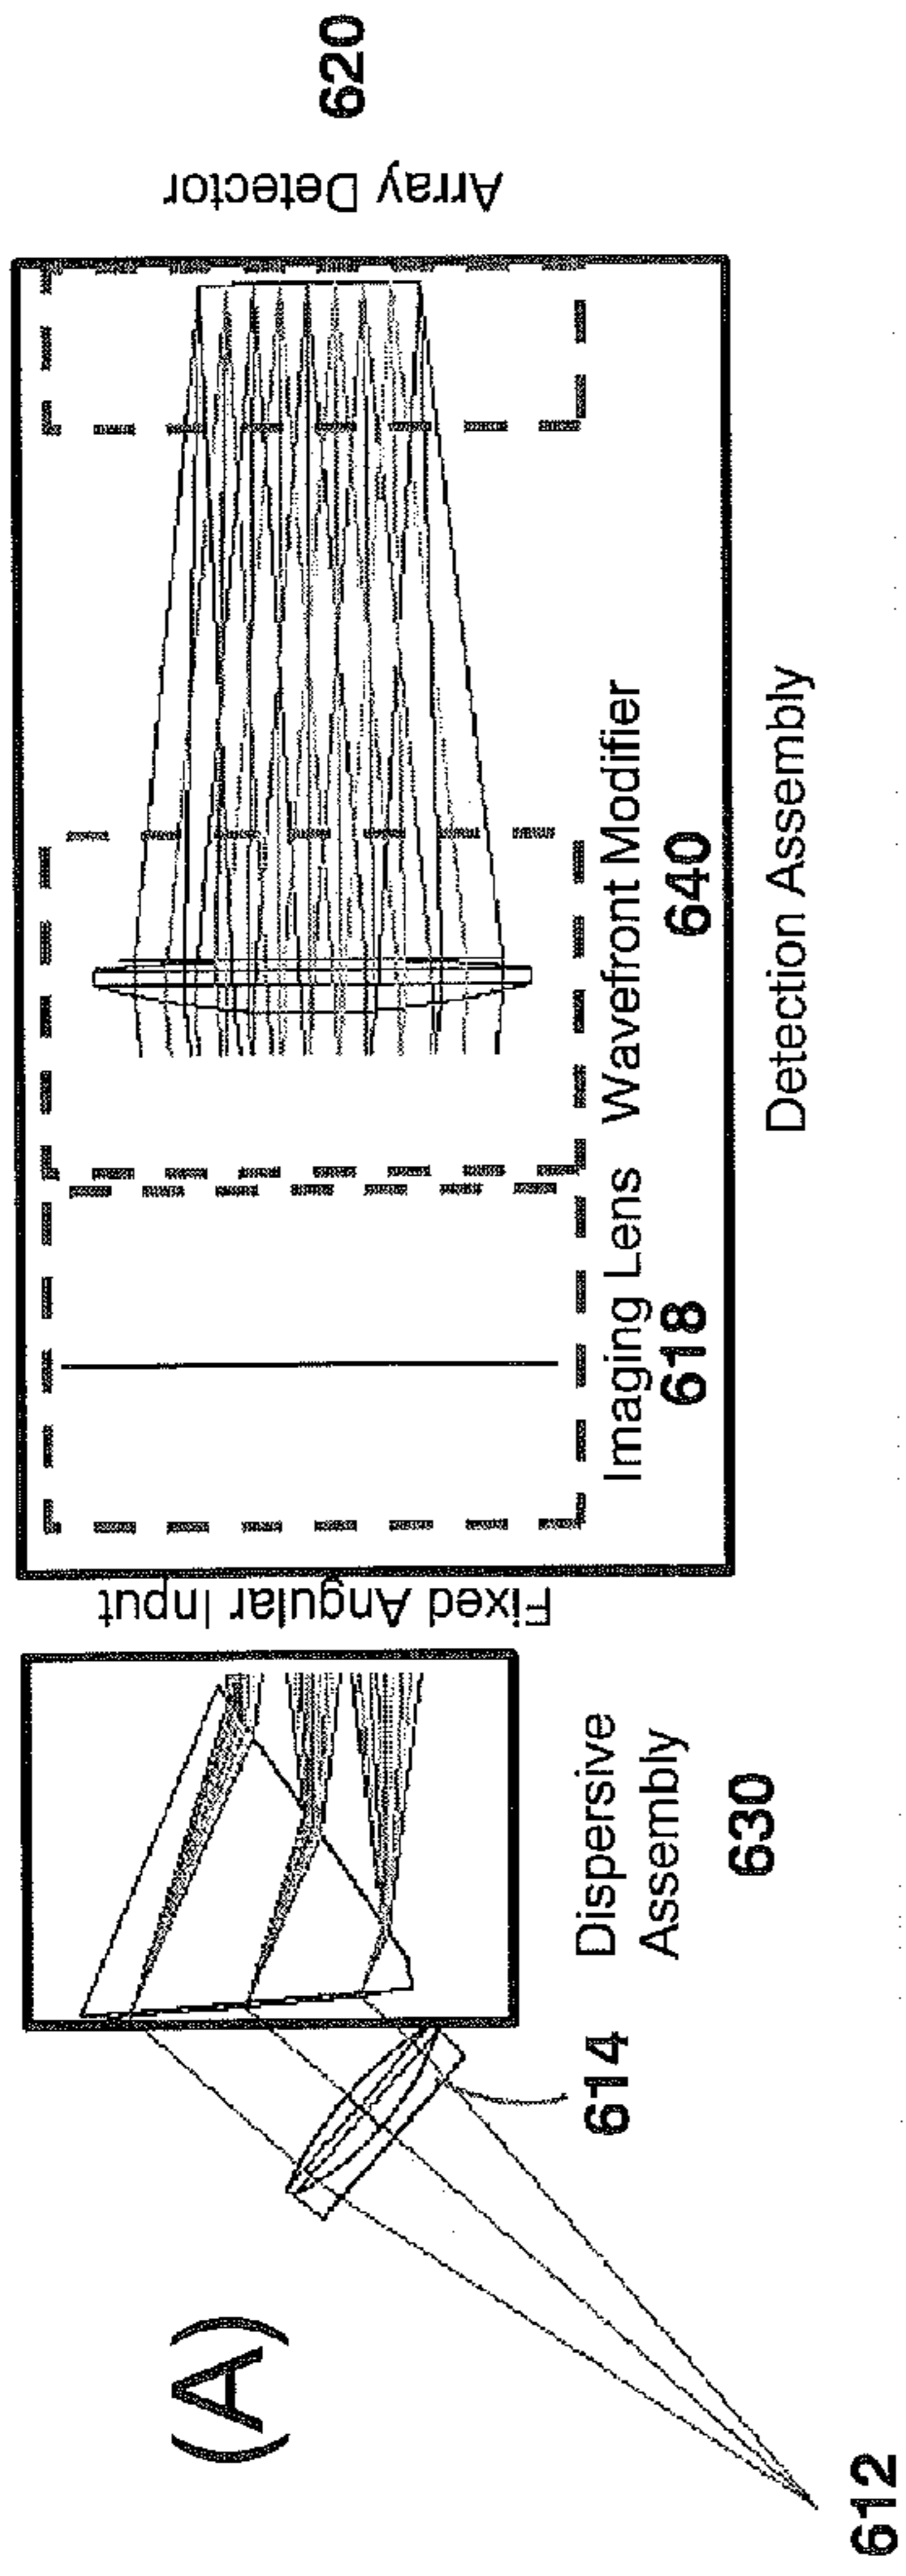 (A)
612
614
Dispersive
Assembly
630
Fixed Angular Input
Imaging Lens
618
Wavefront Modifier
640
Detection Assembly
Array Detector
620